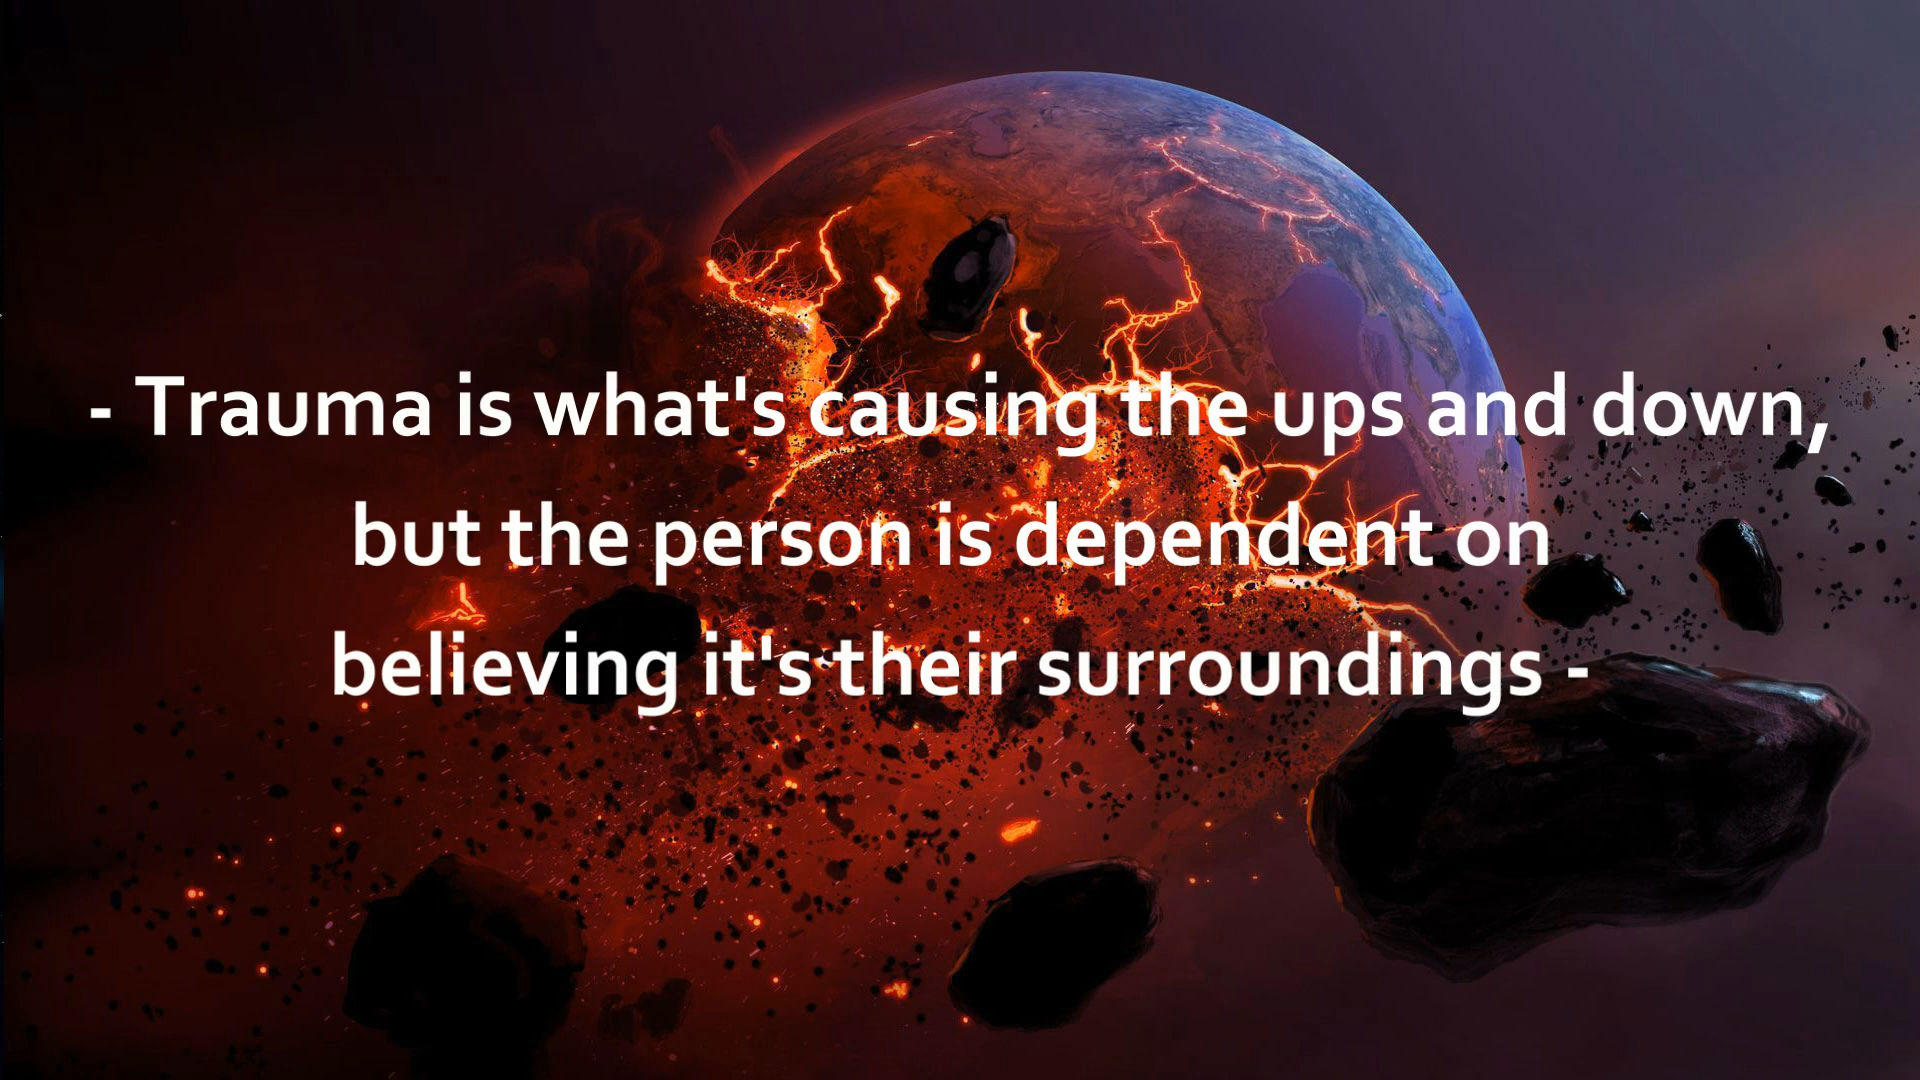 - Trauma is what's causing the ups and down,
but the person is dependent on
believing it's their surroundings -